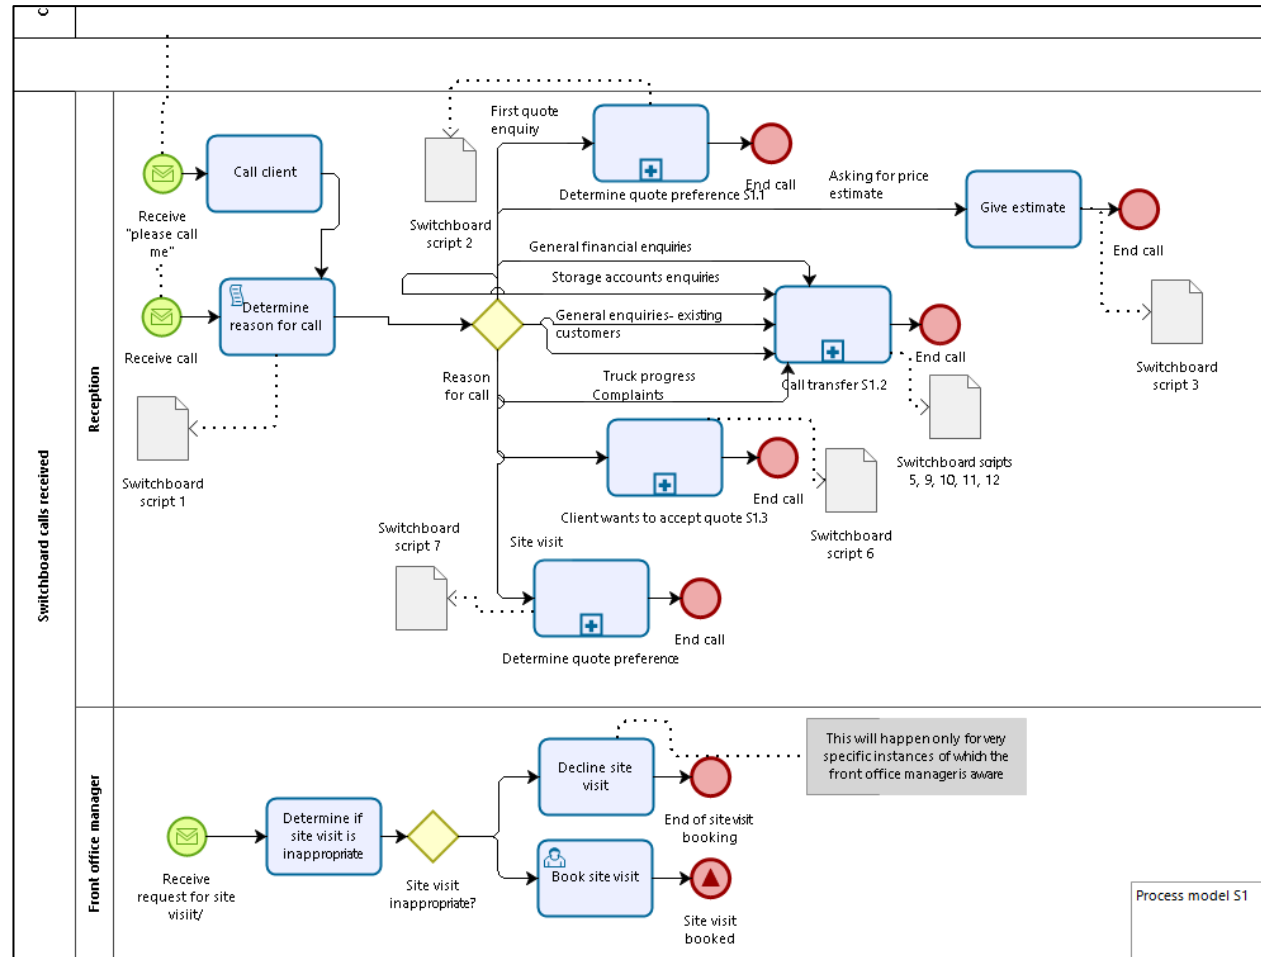 C
Switchboard calls received
Reception
First quote
enquiry
Call client
Receive
"please call
me"
Switchboard
script 2
Determine quote preference S1.1
End call
Asking for price
estimate
Give estimate
End call
General financial enquiries
Storage accounts enquiries
Determine
reason for call
Receive call
General enquiries- existing
customers
End call
Reason
for call
Truck progress
Complaints
Call transfer S1.2
Switchboard
script 3
Switchboard
script 1
Switchboard scripts
5, 9, 10, 11, 12
End call
Client wants to accept quote S1.3
Switchboard
script 6
Switchboard
script 7
Site visit
End call
Determine quote preference
Front office manager
This will happen only for very
specific instances of which the
front office manager is aware
Decline site
visit
End of sitevisit
booking
Determine if
site visit is
inappropriate
Receive
request for site
visiit/
Site visit
inappropriate?
Book site visit
Site visit
booked
Process model S1